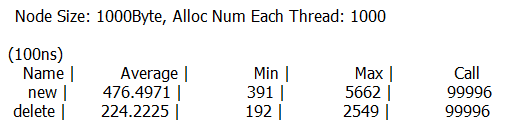 Node Size: 1000Byte, Alloc Num Each Thread: 1000
(100ns)
Name | Average | Min | Max | Call
new | 476.4971 | 391 | 5662 | 99996
delete | 224.2225 | 192 | 2549 | 99996